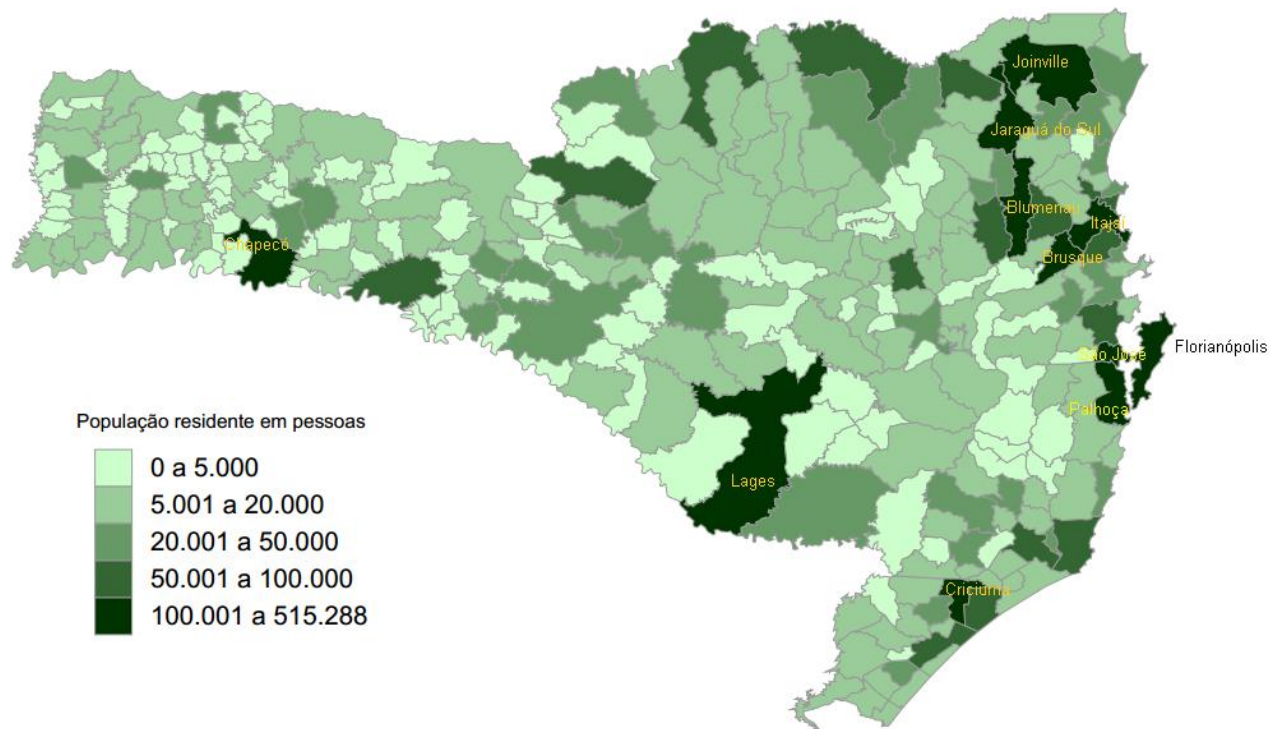 Joinville
Jaraguá do Sul
Blumenau
Itajaí
Chapecó
Brusque
Florianópolis
São José
Palhoça
Lages
Criciúma
População residente em pessoas
0 a 5.000
5.001 a 20.000
20.001 a 50.000
50.001 a 100.000
100.001 a 515.288